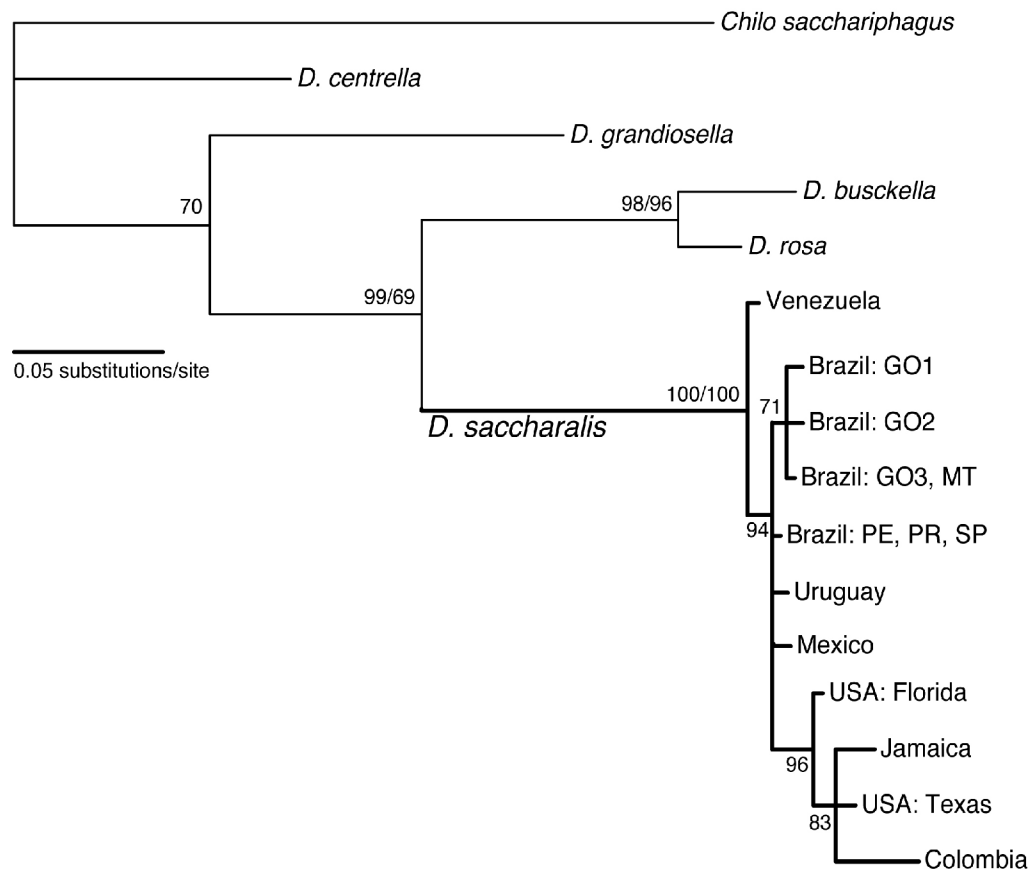 Chilo sacchariphagus
D. centrella
D. grandiosella
D. busckella
98/96
70
D. rosa
99/69
Venezuela
0.05 substitutions/site
Brazil: GO1
100/100
71
D. saccharalis
Brazil: GO2
Brazil: GO3, MT
94
Brazil: PE, PR, SP
Uruguay
Mexico
USA: Florida
Jamaica
96
USA: Texas
83
Colombia